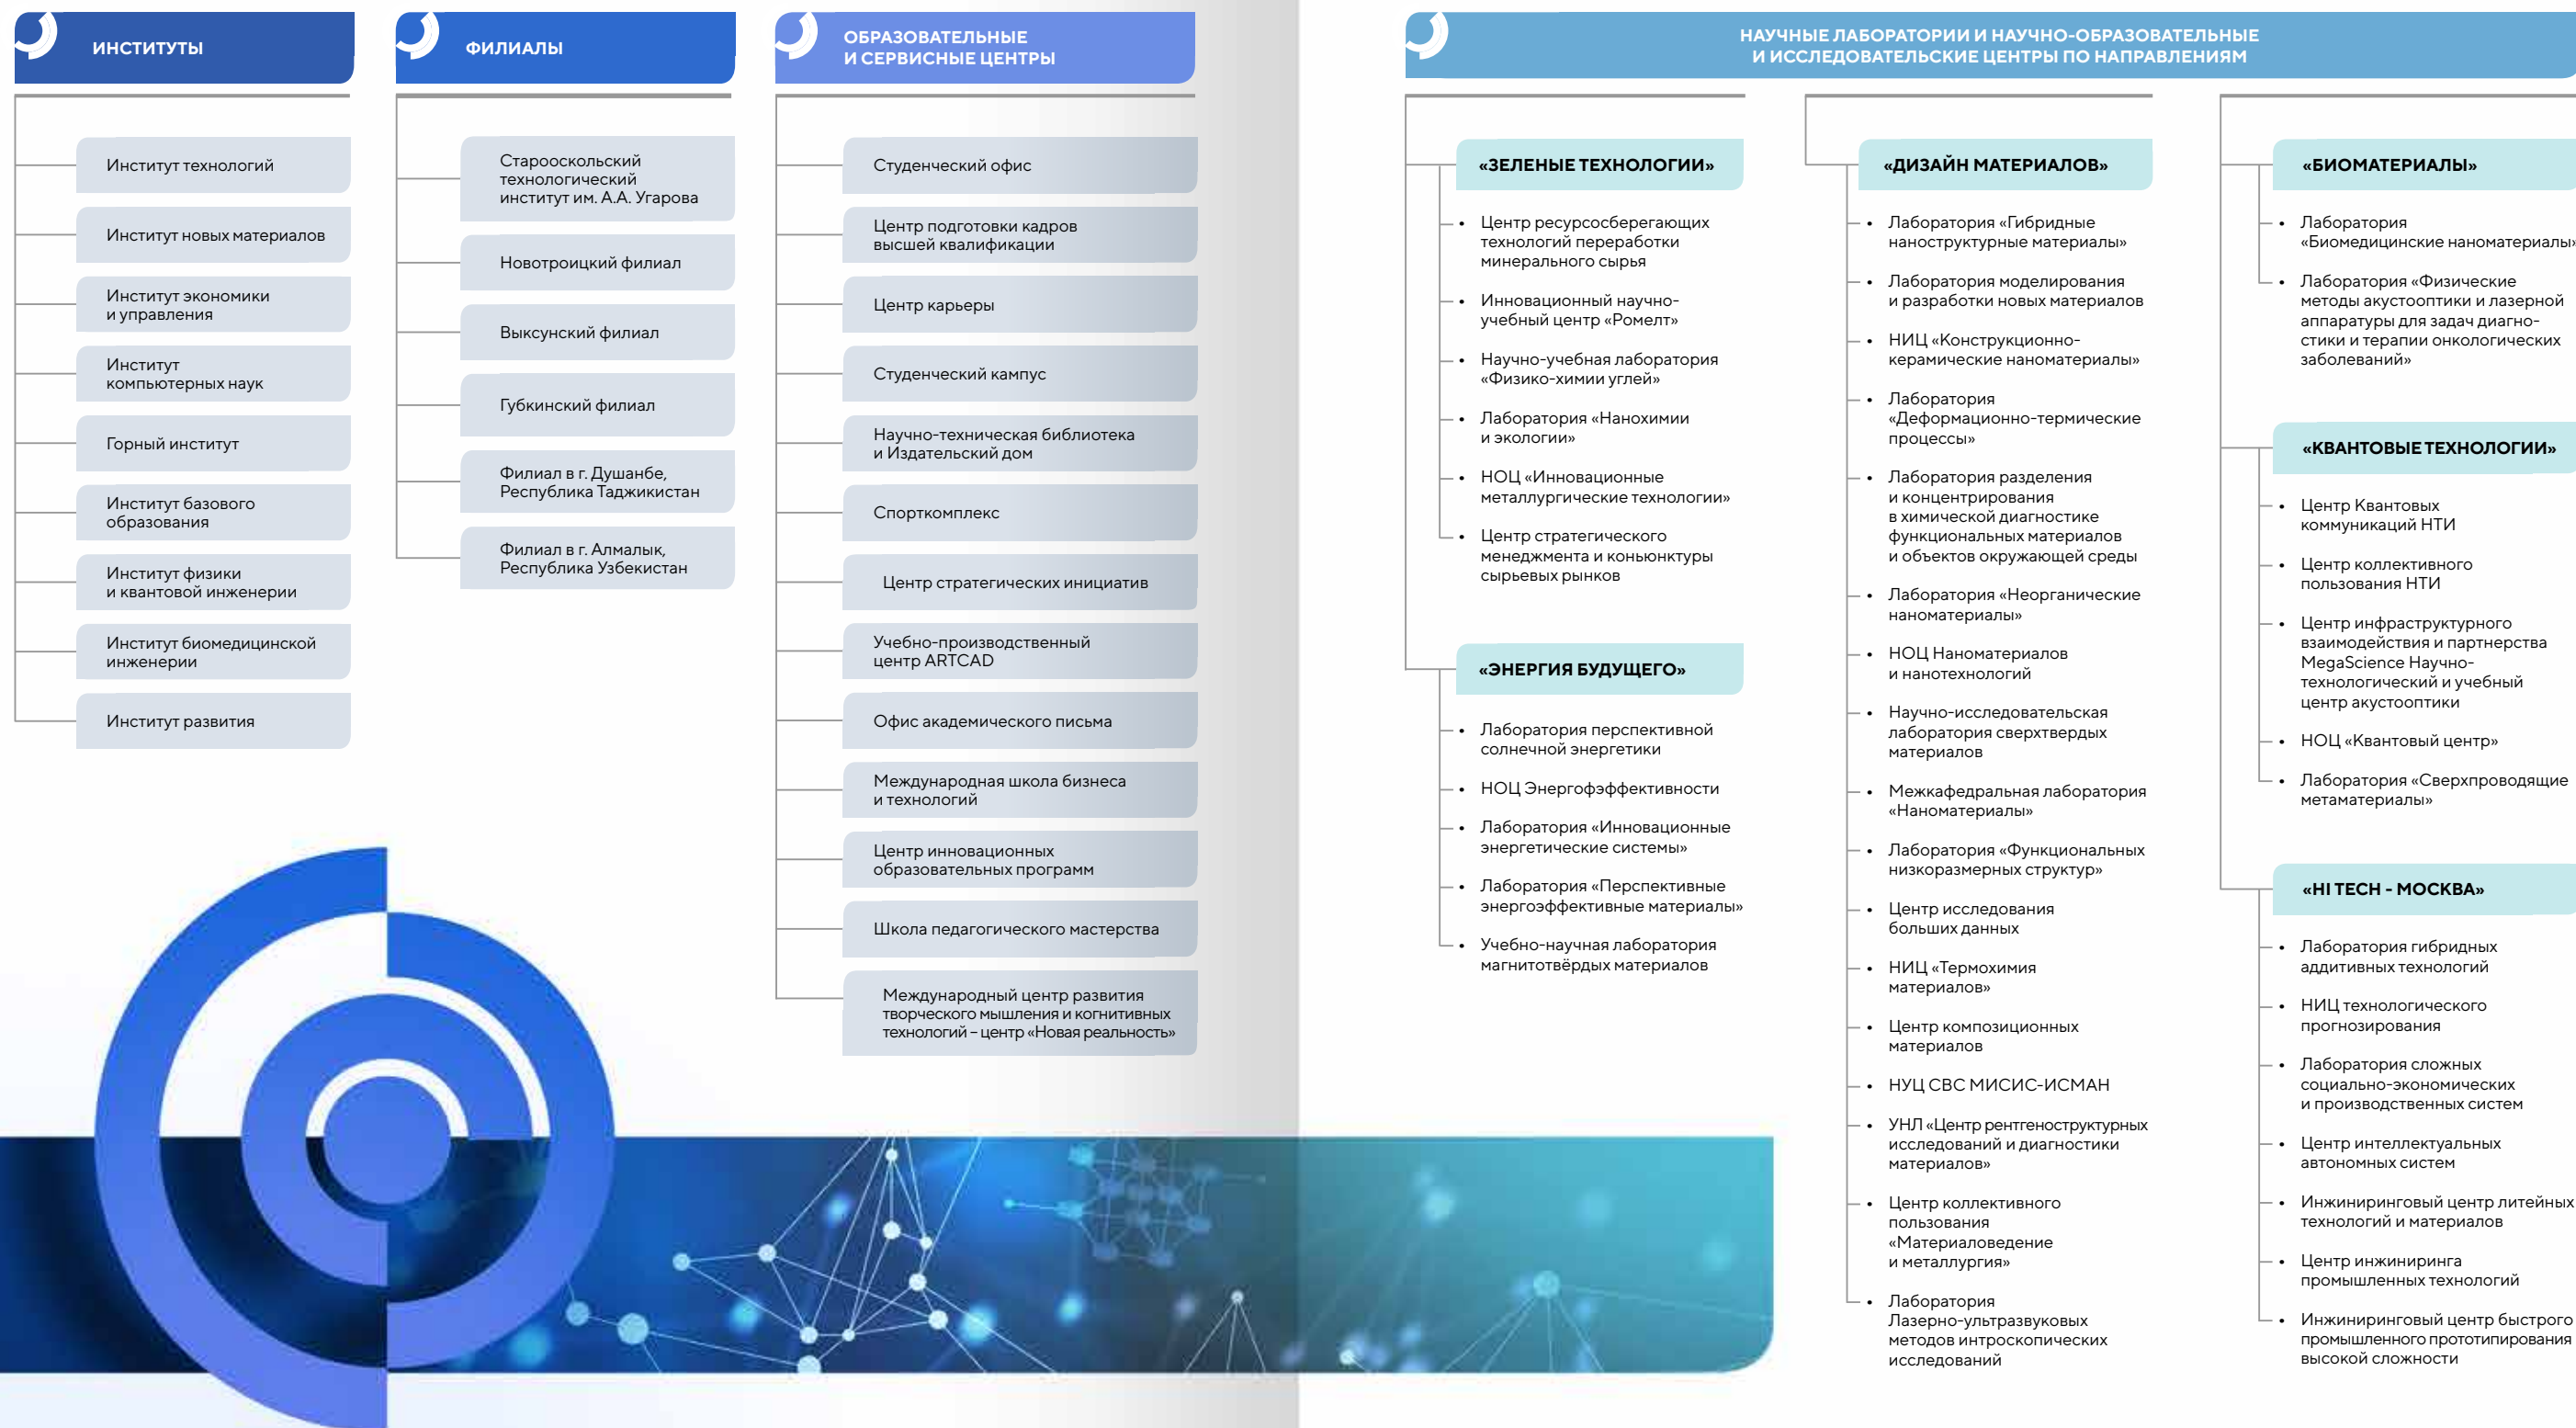 ИНСТИТУТЫ
Институт технологий
Институт новых материалов
Институт экономики
и управления
Институт
компьютерных наук
Горный институт
Институт базового
образования
Институт физики
и квантовой инженерии
Институт биомедицинской
инженерии
Институт развития
ФИЛИАЛЫ
Старооскольский
технологический
институт им. А.А. Угарова
Новотроицкий филиал
Выксунский филиал
Губкинский филиал
Филиал в г. Душанбе,
Республика Таджикистан
Филиал в г. Алмалык,
Республика Узбекистан
ОБРАЗОВАТЕЛЬНЫЕ
И СЕРВИСНЫЕ ЦЕНТРЫ
Студенческий офис
Центр подготовки кадров
высшей квалификации
Центр карьеры
Студенческий кампус
Научно-техническая библиотека
и Издательский дом
Спорткомплекс
Центр стратегических инициатив
Учебно-производственный
центр ARTCAD
Офис академического письма
Международная школа бизнеса
и технологий
Центр инновационных
образовательных программ
Школа педагогического мастерства
Международный центр развития
творческого мышления и когнитивных
технологий – центр «Новая реальность»
НАУЧНЫЕ ЛАБОРАТОРИИ И НАУЧНО-ОБРАЗОВАТЕЛЬНЫЕ
И ИССЛЕДОВАТЕЛЬСКИЕ ЦЕНТРЫ ПО НАПРАВЛЕНИЯМ
«ЗЕЛЕНЫЕ ТЕХНОЛОГИИ»
• Центр ресурсосберегающих
технологий переработки
минерального сырья
• Инновационный научно-
учебный центр «Ромелт»
• Научно-учебная лаборатория
«Физико-химии углей»
• Лаборатория «Нанохимии
и экологии»
• НОЦ «Инновационные
металлургические технологии»
• Центр стратегического
менеджмента и коньюнктуры
сырьевых рынков
«ЭНЕРГИЯ БУДУЩЕГО»
• Лаборатория перспективной
солнечной энергетики
• НОЦ Энергофэффективности
• Лаборатория «Инновационные
энергетические системы»
• Лаборатория «Перспективные
энергоэффективные материалы»
• Учебно-научная лаборатория
магнитотвёрдых материалов
«ДИЗАЙН МАТЕРИАЛОВ»
• Лаборатория «Гибридные
наноструктурные материалы»
• Лаборатория моделирования
и разработки новых материалов
• НИЦ «Конструкционно-
керамические наноматериалы»
• Лаборатория
«Деформационно-термические
процессы»
• Лаборатория разделения
и концентрирования
в химической диагностике
функциональных материалов
и объектов окружающей среды
• Лаборатория «Неорганические
наноматериалы»
• НОЦ Наноматериалов
и нанотехнологий
• Научно-исследовательская
лаборатория сверхтвердых
материалов
• Межкафедральная лаборатория
«Наноматериалы»
• Лаборатория «Функциональных
низкоразмерных структур»
• Центр исследования
больших данных
• НИЦ «Термохимия
материалов»
• Центр композиционных
материалов
• НУЦ СВС МИСИС-ИСМАН
• УНЛ «Центр рентгеноструктурных
исследований и диагностики
материалов»
• Центр коллективного
пользования
«Материаловедение
и металлургия»
• Лаборатория
Лазерно-ультразвуковых
методов интроскопических
исследований
«БИОМАТЕРИАЛЫ»
• Лаборатория
«Биомедицинские наноматериалы»
• Лаборатория «Физические
методы акустооптики и лазерной
аппаратуры для задач диагно-
стики и терапии онкологических
заболеваний»
«КВАНТОВЫЕ ТЕХНОЛОГИИ»
• Центр Квантовых
коммуникаций НТИ
• Центр коллективного
пользования НТИ
• Центр инфраструктурного
взаимодействия и партнерства
MegaScience Научно-
технологический и учебный
центр акустооптики
• НОЦ «Квантовый центр»
• Лаборатория «Сверхпроводящие
метаматериалы»
«HI TECH - МОСКВА»
• Лаборатория гибридных
аддитивных технологий
• НИЦ технологического
прогнозирования
• Лаборатория сложных
социально-экономических
и производственных систем
• Центр интеллектуальных
автономных систем
• Инжиниринговый центр литейных
технологий и материалов
• Центр инжиниринга
промышленных технологий
• Инжиниринговый центр быстрого
промышленного прототипирования
высокой сложности